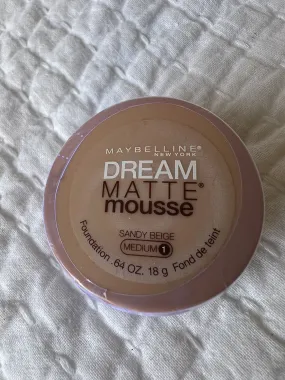 MAYBELLINE®
NEW YORK
DREAM
MATTE®
mousse
SANDY BEIGE
MEDIUM 1
Foundation .64 OZ. 18 g Fond de teint